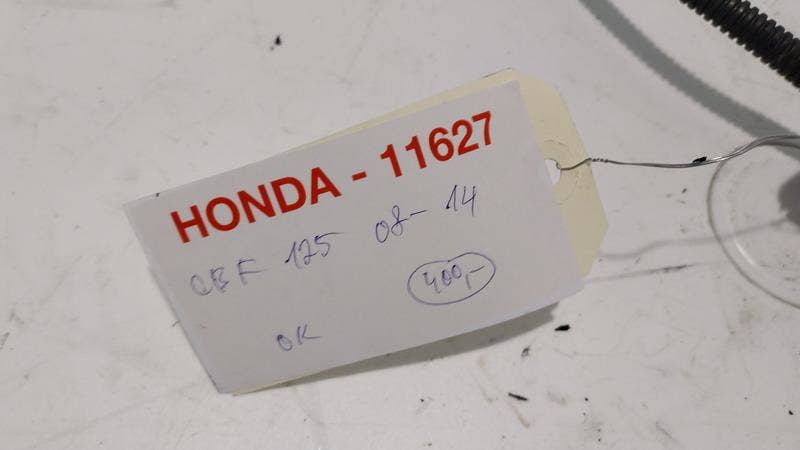 HONDA - 11627
CBF 125 08-14
400,-
OK